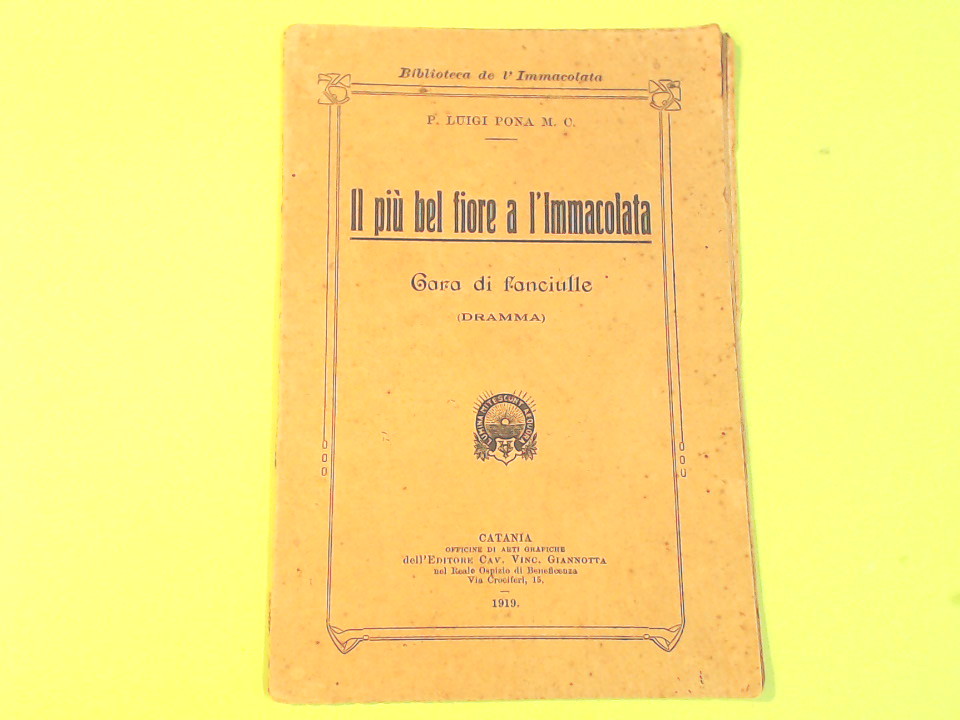 Biblioteca de l'Immacolata
P. LUIGI PONA M. C.
Il più bel fiore a l'Immacolata
Gara di fanciulle
(DRAMMA)
CATANIA
OFFICINE DI ARTI GRAFICHE
dell'EDITORE CAV. VINC. GIANNOTTA
nel Reale Ospizio di Beneficenza
Via Crociferi, 15.
1919.